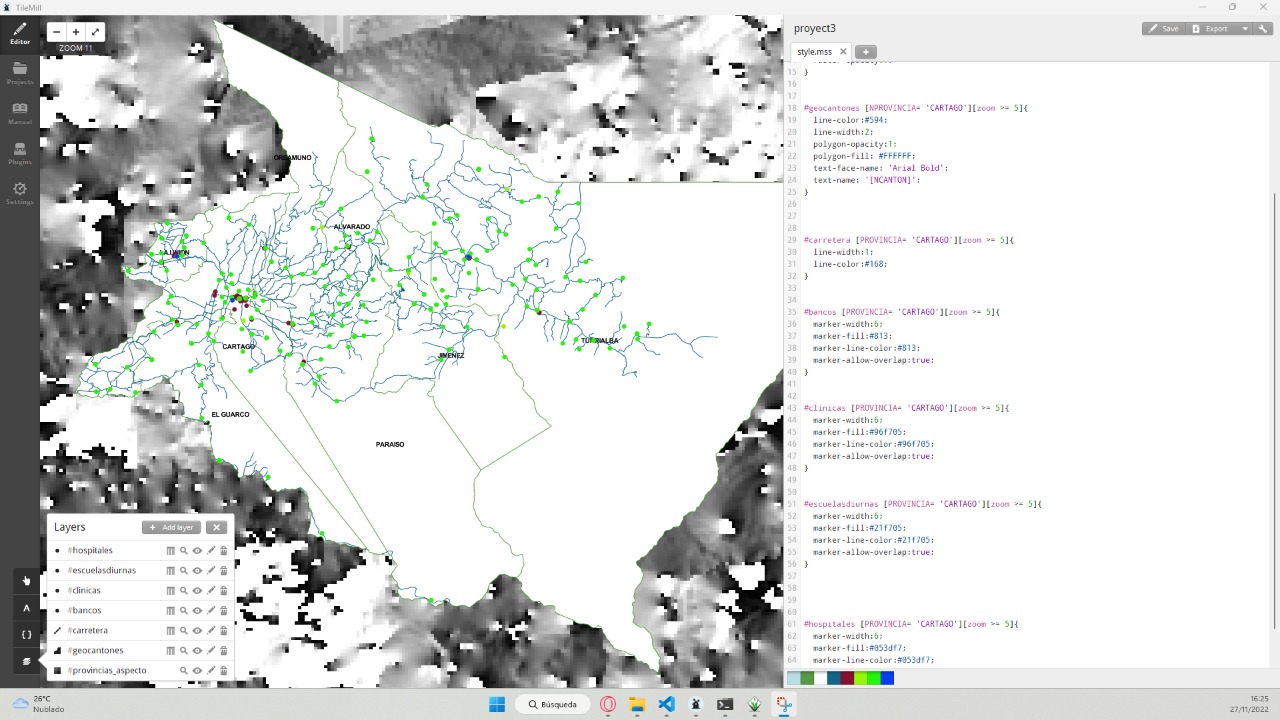 TileMill
Editor
Projects
Manual
Plugins
Settings
ZOOM 11
OREAMUNO
ALVARADO
CARTAGO
JIMENEZ
TURRIALBA
EL GUARCO
PARAISO
Layers
+ Add layer
#hospitales
#escuelasdiurnas
#clinicas
#bancos
#carretera
#geocantones
#provincias_aspecto
A
{ }
proyect3
Save
Export
style.mss
15 }
16
17
18 #geocantones [NPROVINCIA= 'CARTAGO'][zoom >= 5]{
19 line-color:#594;
20 line-width:2;
21 polygon-opacity:1;
22 polygon-fill: #FFFFFF;
23 text-face-name: 'Arial Bold';
24 text-name: '[NCANTON]';
25 }
26
27
28
29 #carretera [PROVINCIA= 'CARTAGO'][zoom >= 5]{
30 line-width:1;
31 line-color:#168;
32 }
33
34
35 #bancos [PROVINCIA= 'CARTAGO'][zoom >= 5]{
36 marker-width:6;
37 marker-fill:#813;
38 marker-line-color:#813;
39 marker-allow-overlap:true;
40 }
41
42
43 #clinicas [PROVINCIA= 'CARTAGO'][zoom >= 5]{
44 marker-width:6;
45 marker-fill:#96f705;
46 marker-line-color:#96f705;
47 marker-allow-overlap:true;
48 }
49
50
51 #escuelasdiurnas [PROVINCIA= 'CARTAGO'][zoom >= 5]{
52 marker-width:6;
53 marker-fill:#21f705;
54 marker-line-color:#21f705;
55 marker-allow-overlap:true;
56 }
57
58
59
60
61 #hospitales [PROVINCIA= 'CARTAGO'][zoom >= 5]{
62 marker-width:6;
63 marker-fill:#053df7;
64 marker-line-color:#053df7;
26°C
Nublado
Búsqueda
16:25
27/11/2022